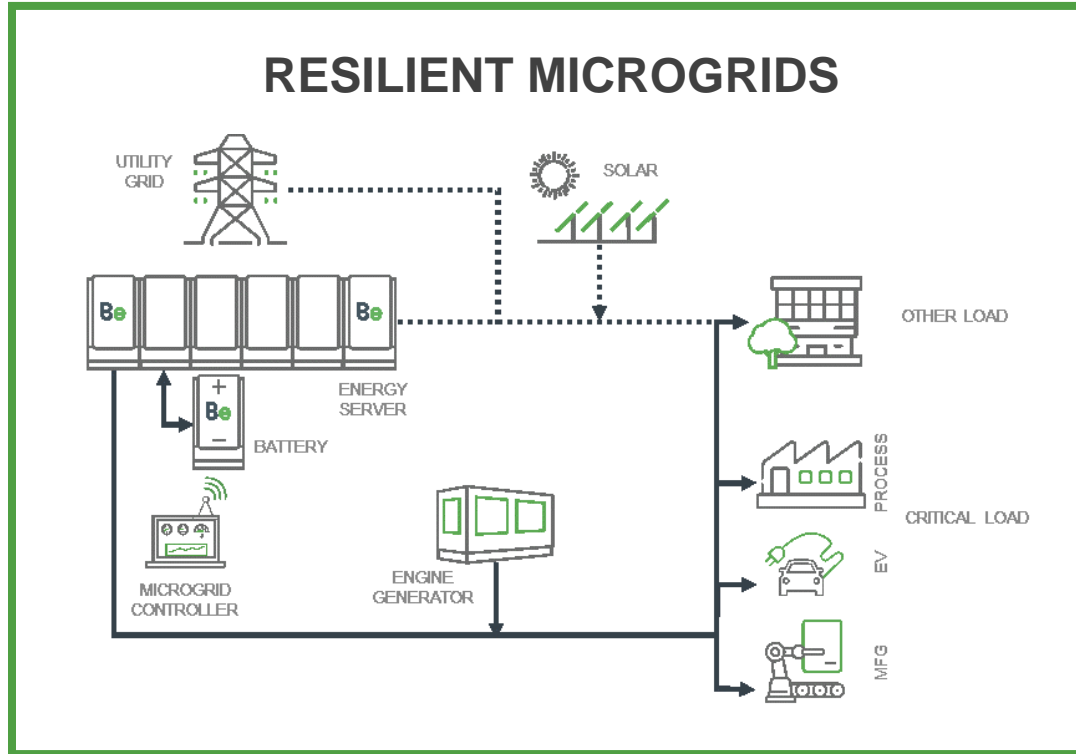 RESILIENT MICROGRIDS
UTILITY
GRID
SOLAR
Be
Be
OTHER LOAD
ENERGY
SERVER
+
Be
−
BATTERY
PROCESS
CRITICAL LOAD
EV
MICROGRID
CONTROLLER
ENGINE
GENERATOR
MFG